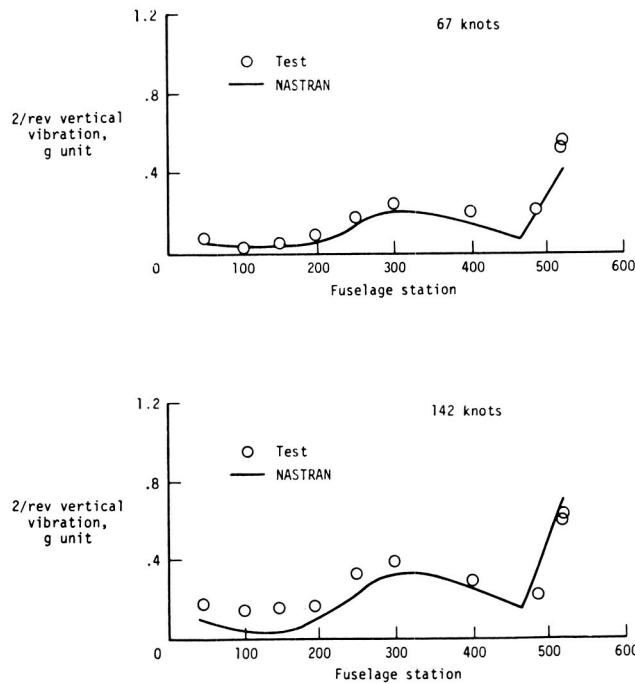 1.2
67 knots
Test
.8
NASTRAN
2/rev vertical
vibration,
g unit
.4
0
100
200
300
400
500
600
Fuselage station
1.2
142 knots
Test
.8
NASTRAN
2/rev vertical
vibration,
g unit
.4
0
100
200
300
400
500
600
Fuselage station